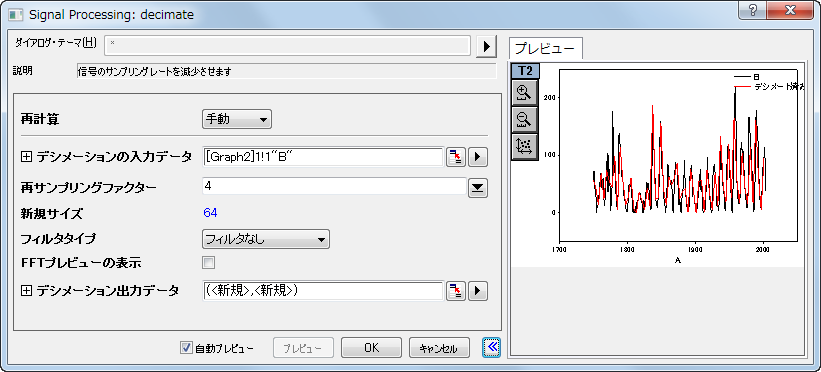 Signal Processing: decimate
ダイアログ・テーマ(H) *
説明 信号のサンプリングレートを減少させます
再計算 手動
デシメーションの入力データ [Graph2]1!1"B"
再サンプリングファクター 4
新規サイズ 64
フィルタタイプ フィルタなし
FFTプレビューの表示
デシメーション出力データ (<新規>,<新規>)
自動プレビュー プレビュー OK キャンセル
プレビュー
T2
B
デシメート済み
200
100
0
1700 1800 1900 2000
A